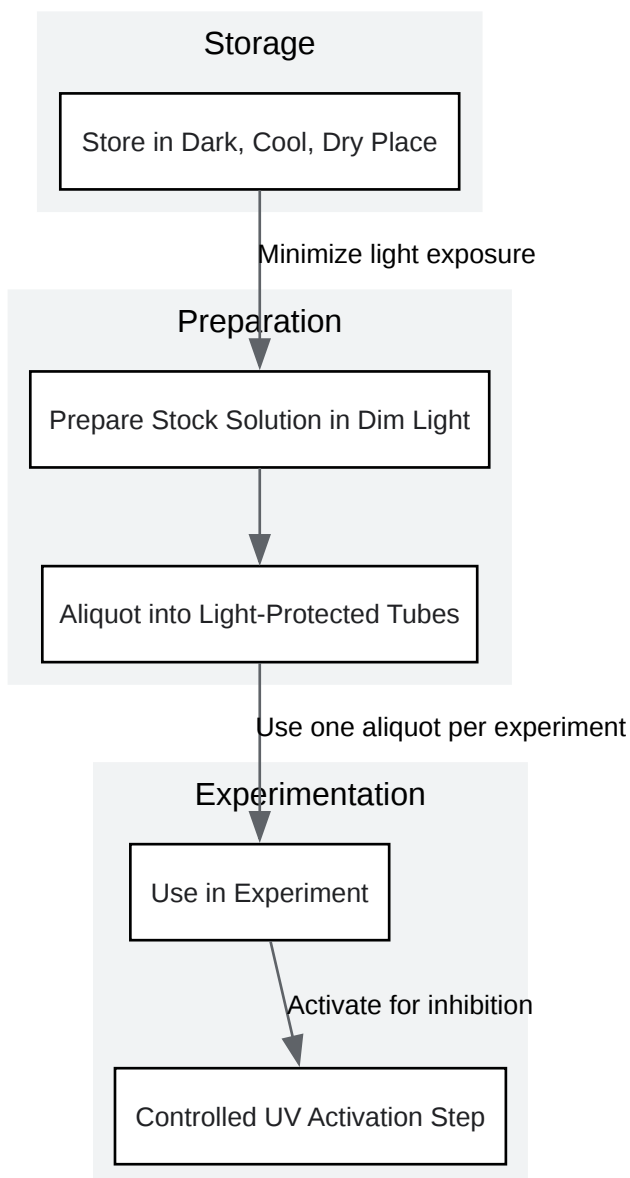 Storage
Store in Dark, Cool, Dry Place
Minimize light exposure
Preparation
Prepare Stock Solution in Dim Light
Aliquot into Light-Protected Tubes
Use one aliquot per experiment
Experimentation
Use in Experiment
Activate for inhibition
Controlled UV Activation Step